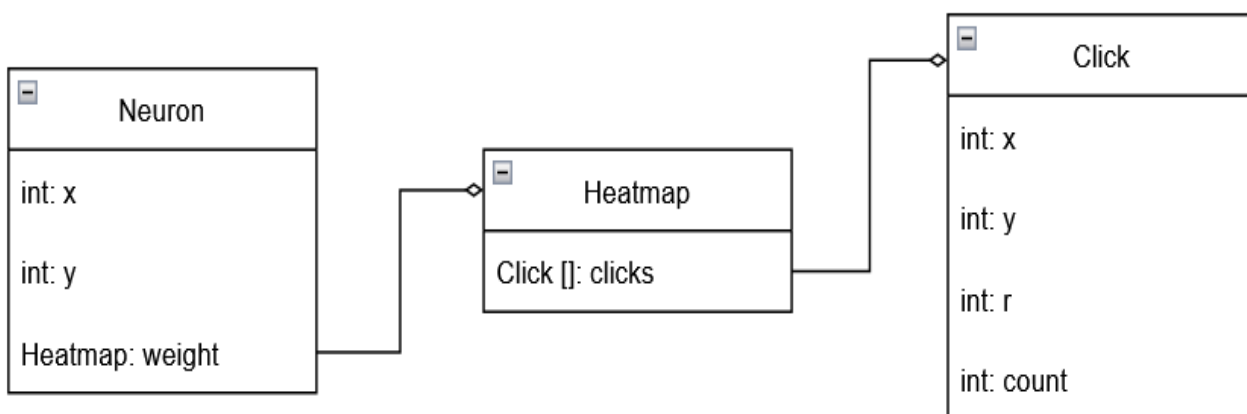 Neuron
int: x
int: y
Heatmap: weight
Heatmap
Click []: clicks
Click
int: x
int: y
int: r
int: count